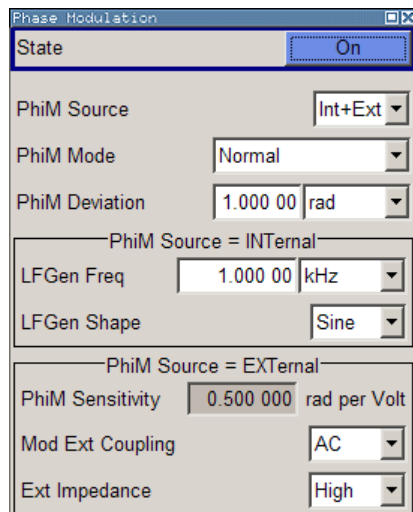 Phase Modulation
State On
PhiM Source Int+Ext
PhiM Mode Normal
PhiM Deviation 1.000 00 rad
PhiM Source = INTernal
LFGen Freq 1.000 00 kHz
LFGen Shape Sine
PhiM Source = EXTernal
PhiM Sensitivity 0.500 000 rad per Volt
Mod Ext Coupling AC
Ext Impedance High